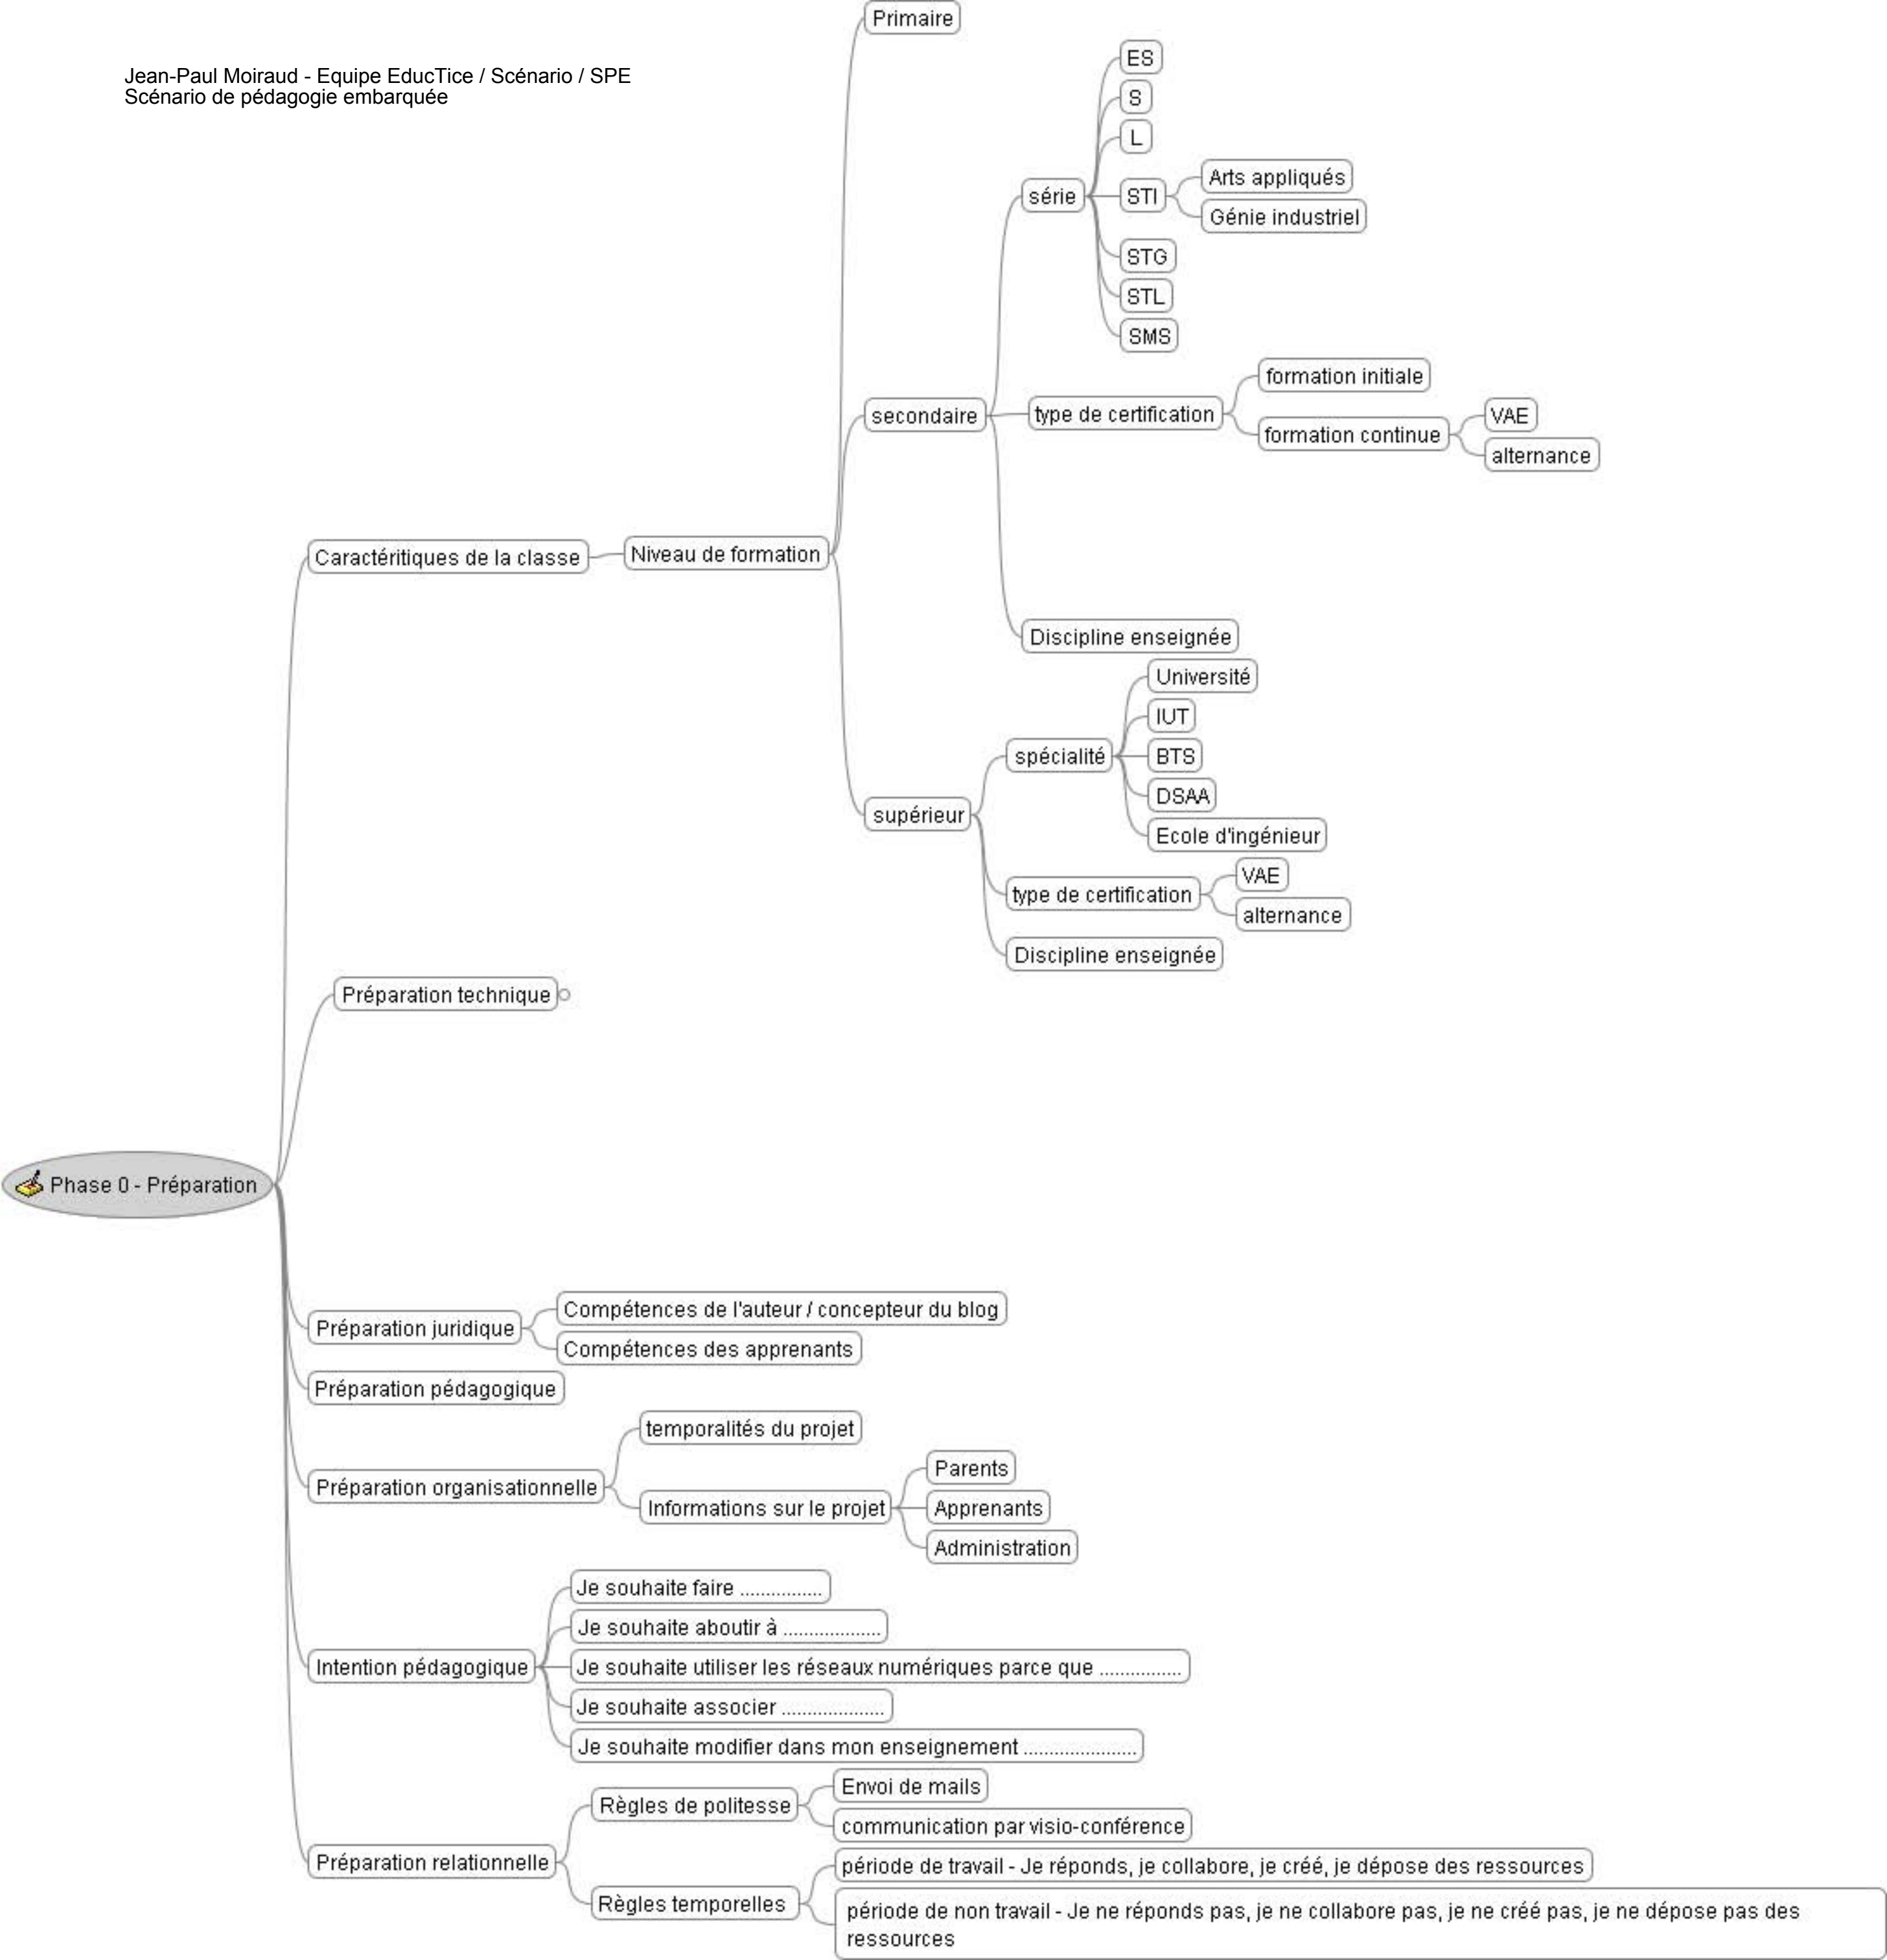 Jean-Paul Moiraud - Equipe EducTice / Scénario / SPE
Scénario de pédagogie embarquée
Phase 0 - Préparation
Caractéritiques de la classe
Niveau de formation
Primaire
secondaire
série
ES
S
L
STI
Arts appliqués
Génie industriel
STG
STL
SMS
type de certification
formation initiale
formation continue
VAE
alternance
Discipline enseignée
supérieur
spécialité
Université
IUT
BTS
DSAA
Ecole d'ingénieur
type de certification
VAE
alternance
Discipline enseignée
Préparation technique
Préparation juridique
Compétences de l'auteur / concepteur du blog
Compétences des apprenants
Préparation pédagogique
Préparation organisationnelle
temporalités du projet
Informations sur le projet
Parents
Apprenants
Administration
Intention pédagogique
Je souhaite faire ................
Je souhaite aboutir à ...................
Je souhaite utiliser les réseaux numériques parce que ................
Je souhaite associer ....................
Je souhaite modifier dans mon enseignement ......................
Préparation relationnelle
Règles de politesse
Envoi de mails
communication par visio-conférence
Règles temporelles
période de travail - Je réponds, je collabore, je créé, je dépose des ressources
période de non travail - Je ne réponds pas, je ne collabore pas, je ne créé pas, je ne dépose pas des
ressources